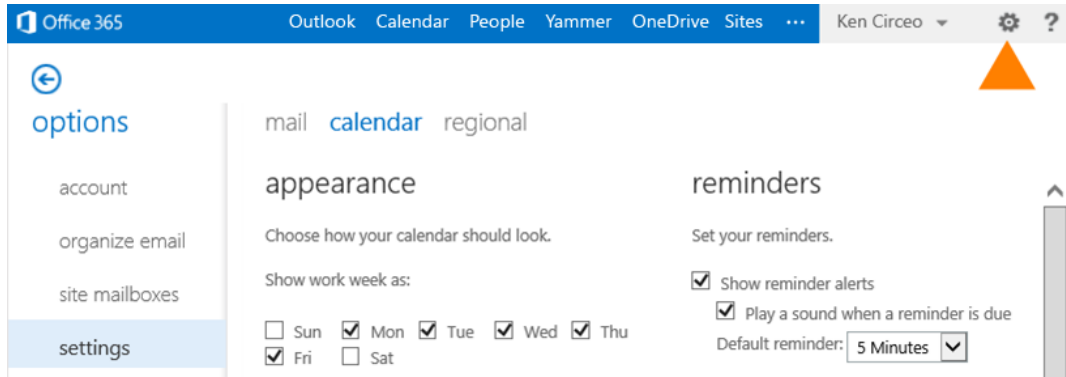 Office 365 Outlook Calendar People Yammer OneDrive Sites ··· Ken Circeo ?
options
account
organize email
site mailboxes
settings
mail calendar regional
appearance
Choose how your calendar should look.
Show work week as:
Sun Mon Tue Wed Thu
Fri Sat
reminders
Set your reminders.
Show reminder alerts
Play a sound when a reminder is due
Default reminder: 5 Minutes